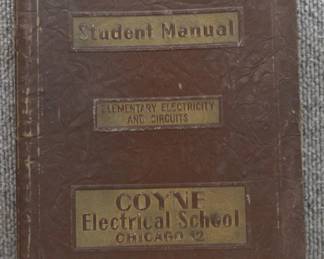 Student Manual
ELEMENTARY ELECTRICITY
AND CIRCUITS
COYNE
Electrical School
CHICAGO 12